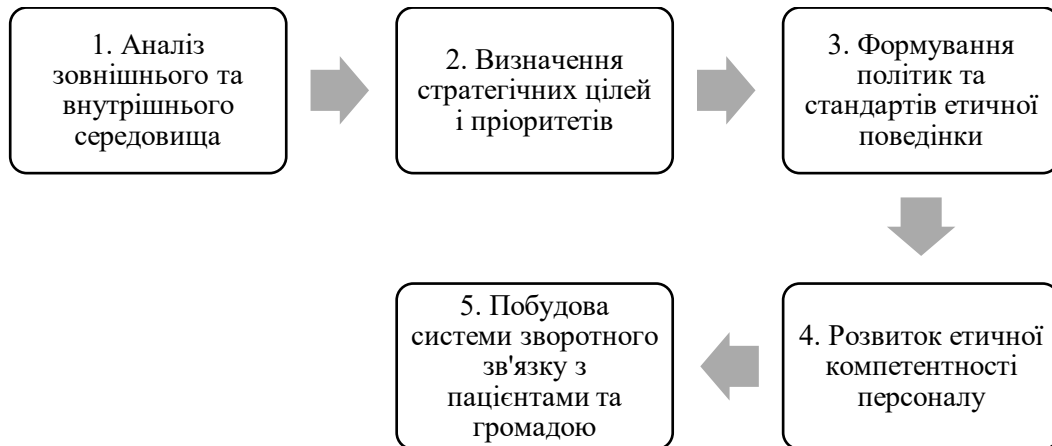 1. Аналіз
зовнішнього та
внутрішнього
середовища
2. Визначення
стратегічних цілей
і пріоритетів
3. Формування
політик та
стандартів етичної
поведінки
4. Розвиток етичної
компетентності
персоналу
5. Побудова
системи зворотного
зв'язку з
пацієнтами та
громадою